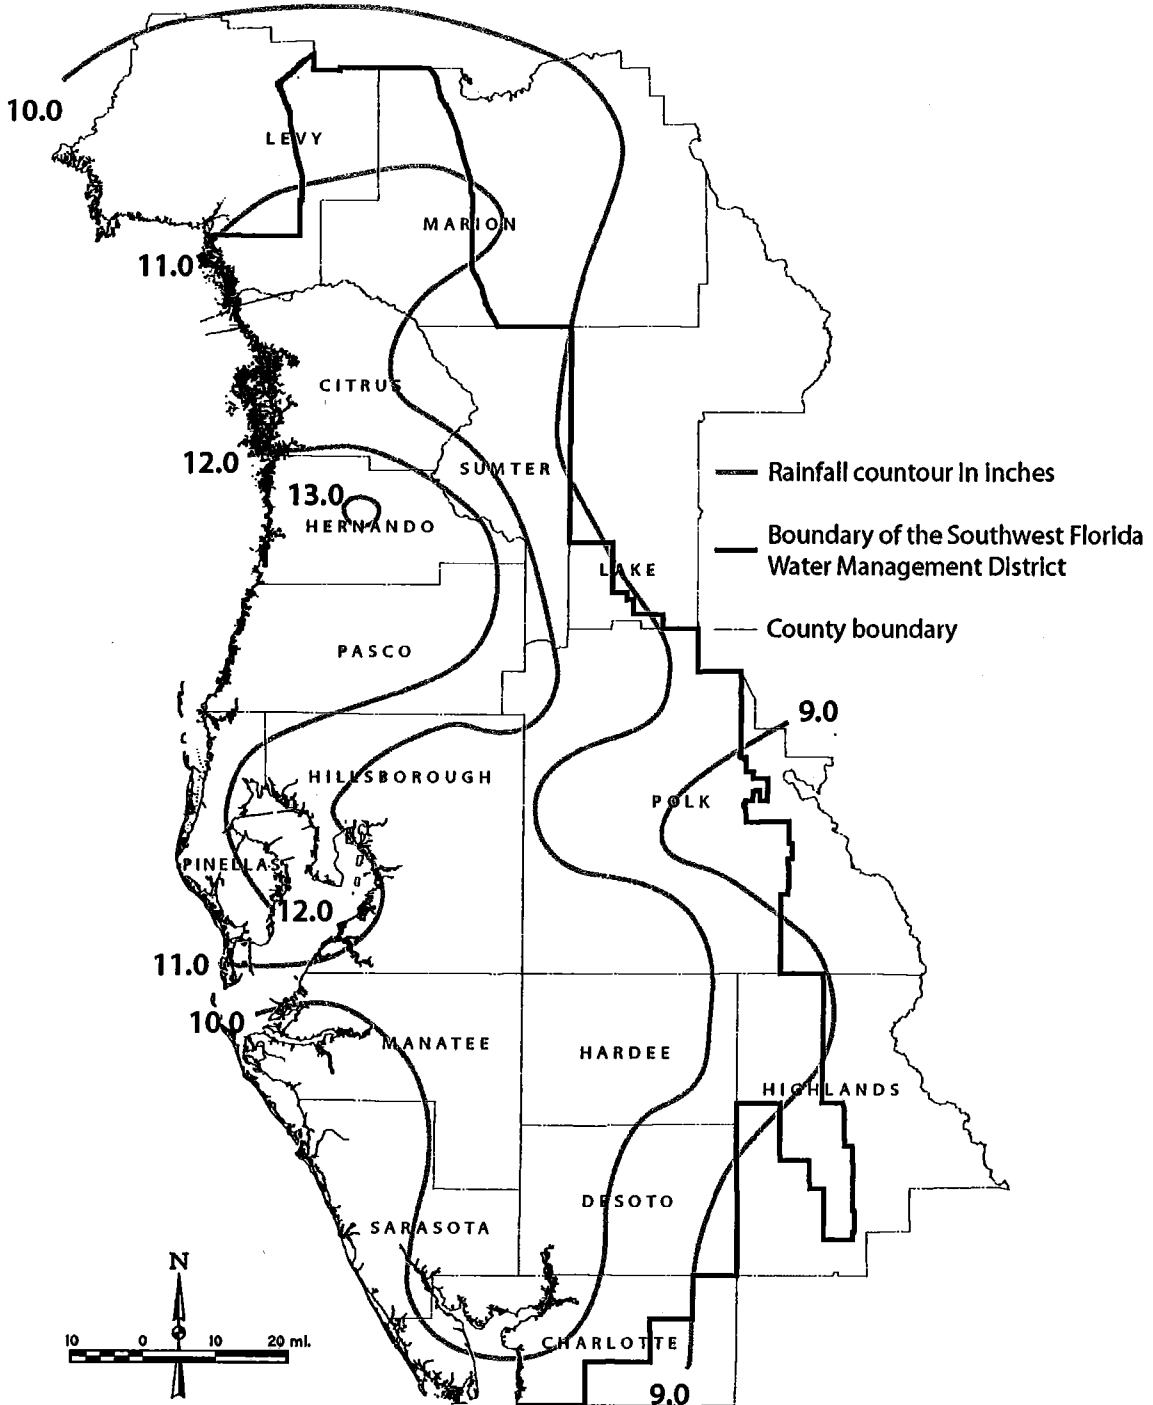 10.0
LEVY
MARION
11.0
CITRUS
12.0
SUMTER
Rainfall countour in inches
13.0
HERNANDO
Boundary of the Southwest Florida
Water Management District
LAKE
County boundary
PASCO
9.0
HILLSBOROUGH
POLK
PINELLAS
12.0
11.0
10.0
MANATEE
HARDEE
HIGHLANDS
DESOTO
SARASOTA
N
10 0 10 20 mi.
CHARLOTTE
9.0